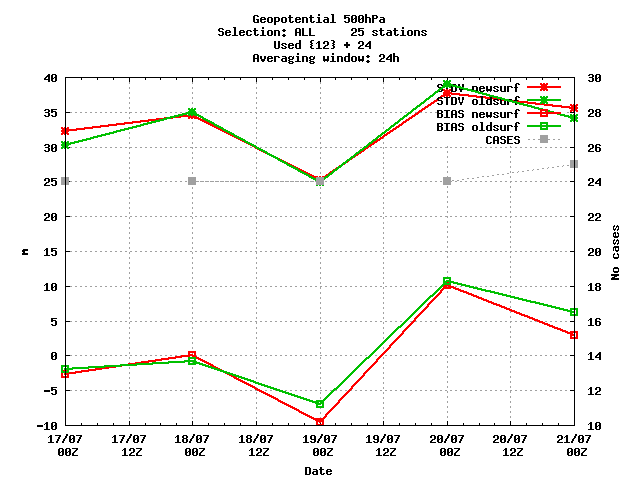 Geopotential 500hPa
Selection: ALL     25 stations
Used {12} + 24
Averaging window: 24h
40 30
STDV newsurf
STDV oldsurf
35 28
BIAS newsurf
BIAS oldsurf
CASES
30 26
25 24
20 22
m
No cases
15 20
10 18
5 16
0 14
-5 12
-10 10
17/07 17/07 18/07 18/07 19/07 19/07 20/07 20/07 21/07
00Z 12Z 00Z 12Z 00Z 12Z 00Z 12Z 00Z
Date